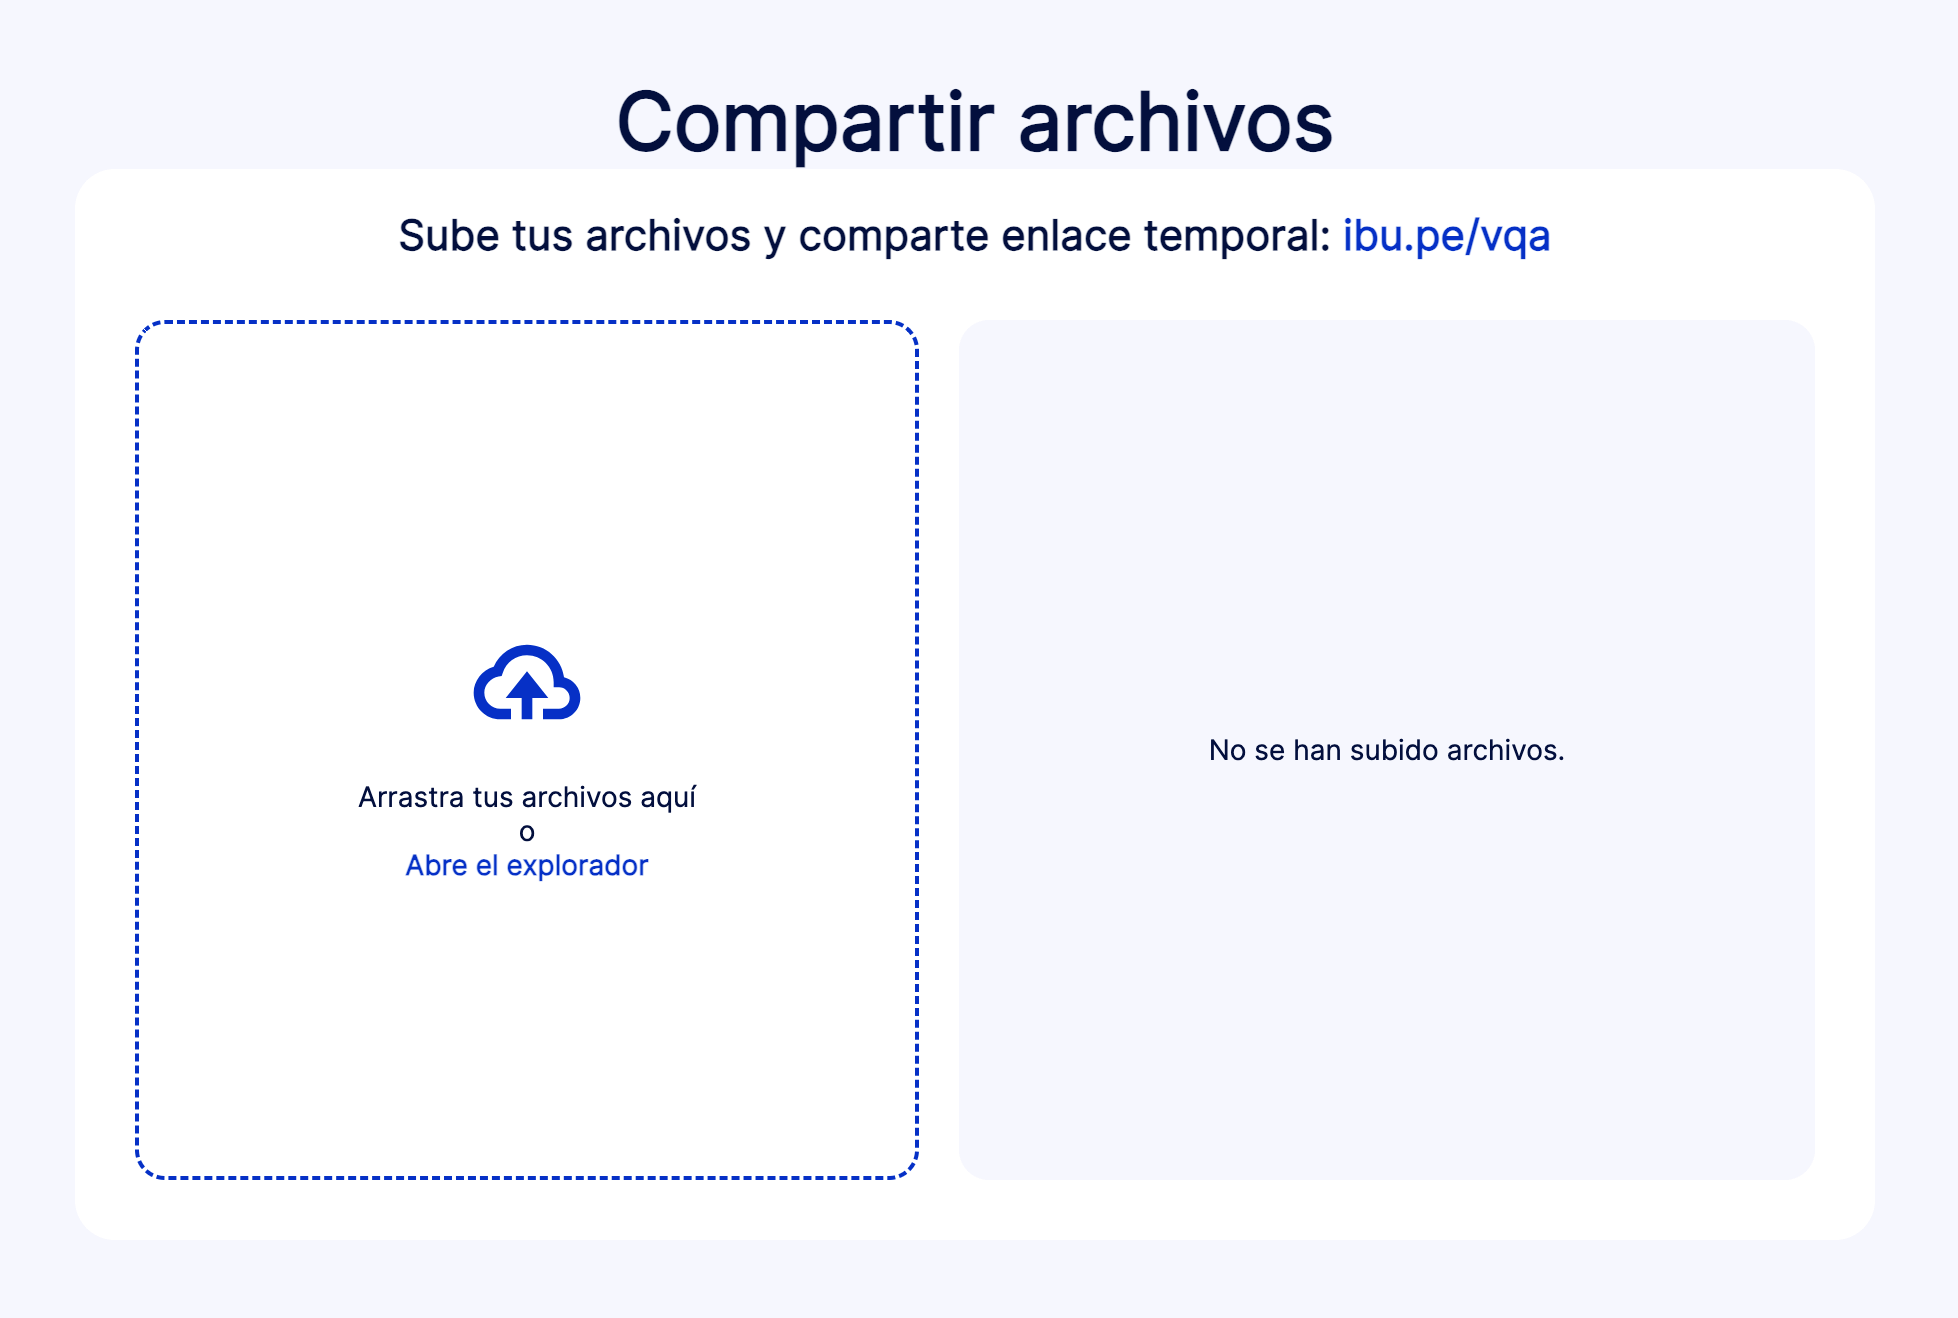 Compartir archivos
Sube tus archivos y comparte enlace temporal: ibu.pe/vqa
Arrastra tus archivos aquí
o
Abre el explorador
No se han subido archivos.